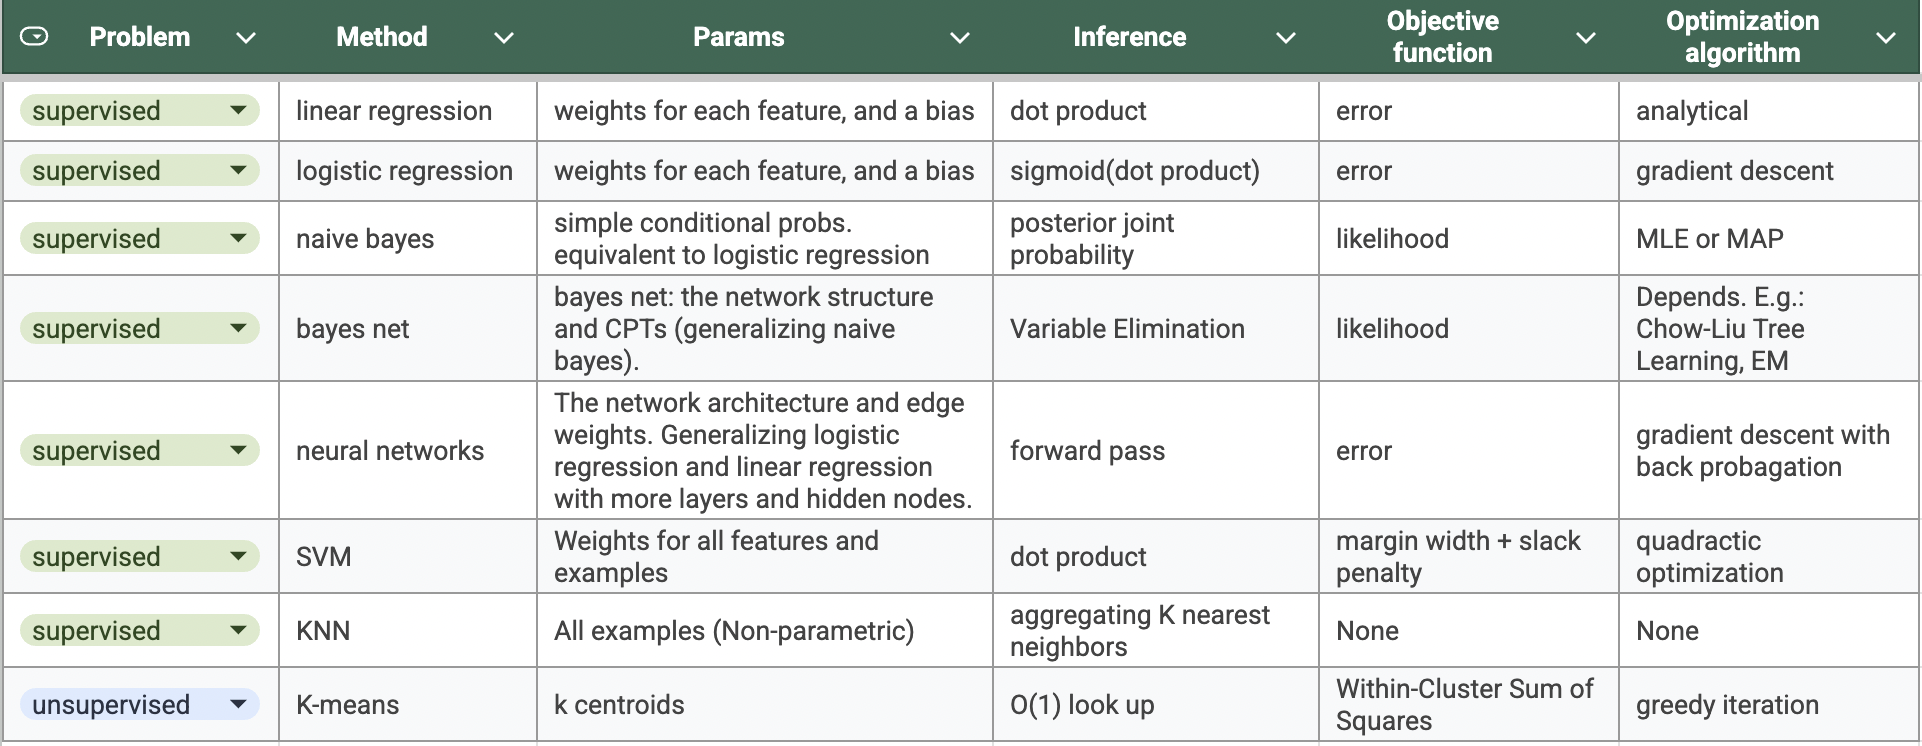 Problem
Method
Params
Inference
Objective
function
Optimization
algorithm
supervised
linear regression
weights for each feature, and a bias
dot product
error
analytical
supervised
logistic regression
weights for each feature, and a bias
sigmoid(dot product)
error
gradient descent
supervised
naive bayes
simple conditional probs.
equivalent to logistic regression
posterior joint
probability
likelihood
MLE or MAP
supervised
bayes net
bayes net: the network structure
and CPTs (generalizing naive
bayes).
Variable Elimination
likelihood
Depends. E.g.:
Chow-Liu Tree
Learning, EM
supervised
neural networks
The network architecture and edge
weights. Generalizing logistic
regression and linear regression
with more layers and hidden nodes.
forward pass
error
gradient descent with
back probagation
supervised
SVM
Weights for all features and
examples
dot product
margin width + slack
penalty
quadractic
optimization
supervised
KNN
All examples (Non-parametric)
aggregating K nearest
neighbors
None
None
unsupervised
K-means
k centroids
O(1) look up
Within-Cluster Sum of
Squares
greedy iteration